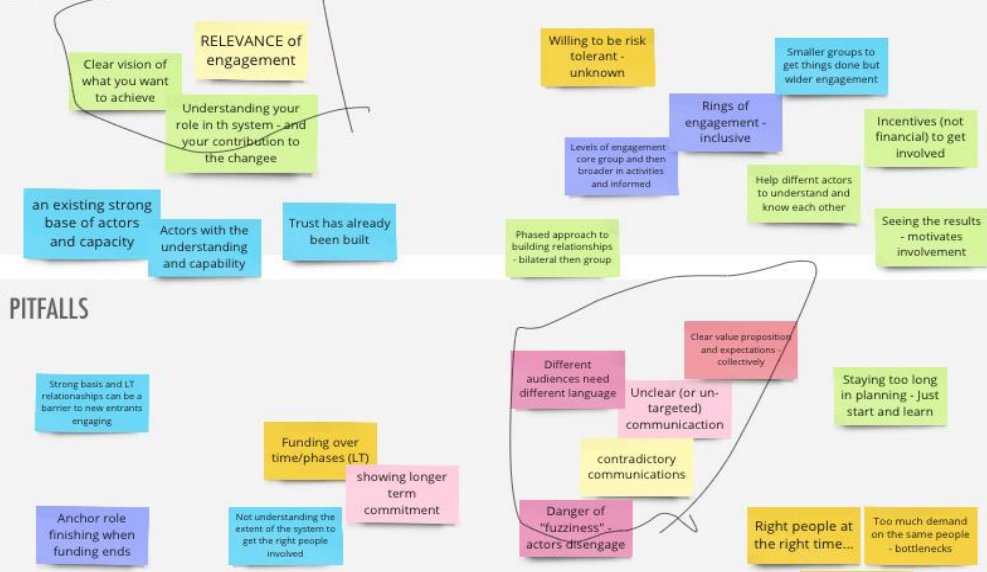 RELEVANCE of
engagement
Clear vision of
what you want
to achieve
Understanding your
role in th system - and
your contribution to
the changee
an existing strong
base of actors
and capacity
Actors with the
understanding
and capability
Trust has already
been built
Willing to be risk
tolerant -
unknown
Smaller groups to
get things done but
wider engagement
Rings of
engagement -
inclusive
Levels of engagement
core group and then
broader in activities
and informed
Incentives (not
financial) to get
involved
Help differnt actors
to understand and
know each other
Phased approach to
building relationships
- bilateral then group
Seeing the results
- motivates
involvement
PITFALLS
Strong basis and LT
relationahips can be a
barrier to new entrants
engaging
Funding over
time/phases (LT)
showing longer
term
commitment
Anchor role
finishing when
funding ends
Not understanding the
extent of the system to
get the right people
involved
Clear value proposition
and expectations -
collectively
Different
audiences need
different language
Unclear (or un-
targeted)
communicaction
contradictory
communications
Danger of
"fuzziness" -
actors disengage
Staying too long
in planning - Just
start and learn
Right people at
the right time...
Too much demand
on the same people
- bottlenecks